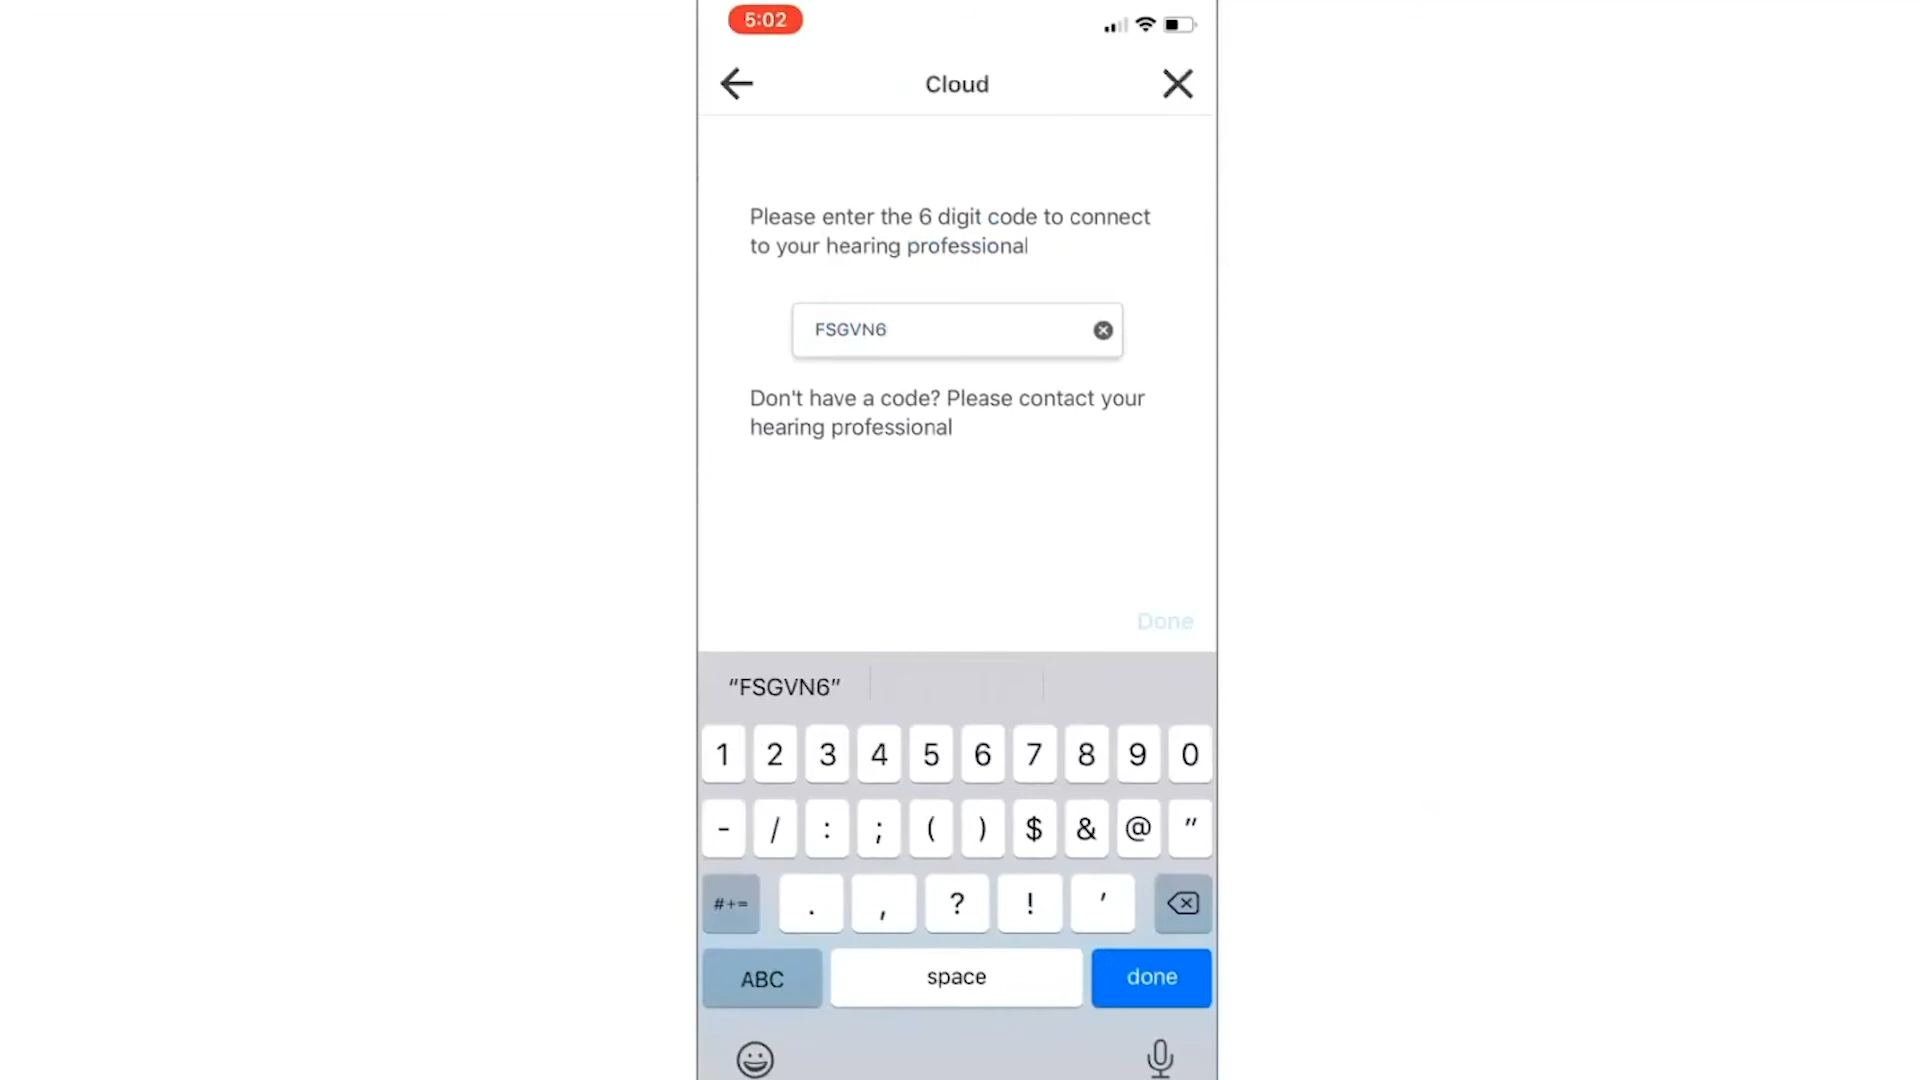 5:02
Cloud
Please enter the 6 digit code to connect
to your hearing professional
FSGVN6
Don't have a code? Please contact your
hearing professional
Done
“FSGVN6”
1 2 3 4 5 6 7 8 9 0
- / : ; ( ) $ & @ "
#+= . , ? ! '
ABC space done